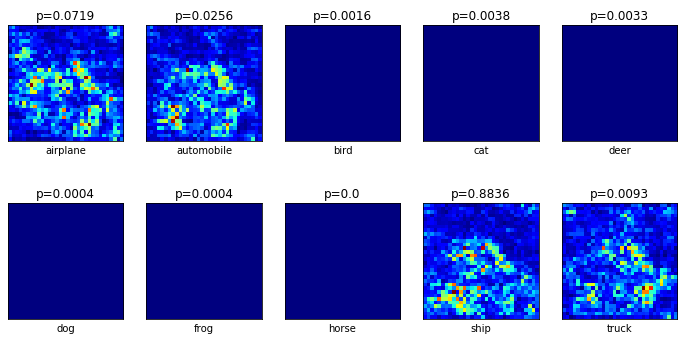 p=0.0719 p=0.0256 p=0.0016 p=0.0038 p=0.0033
airplane automobile bird cat deer
p=0.0004 p=0.0004 p=0.0 p=0.8836 p=0.0093
dog frog horse ship truck